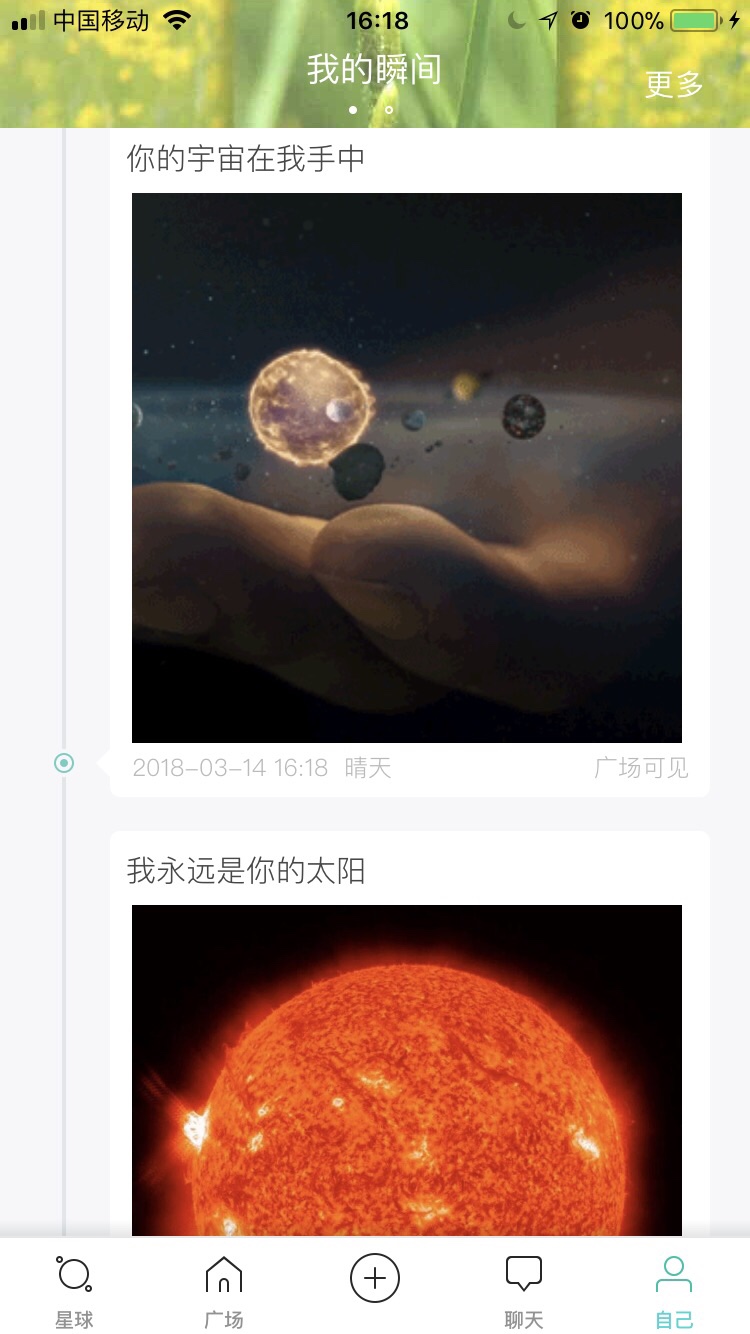 中国移动 16:18 100%
我的瞬间
更多
你的宇宙在我手中
2018-03-14 16:18 晴天 广场可见
我永远是你的太阳
星球 广场 聊天 自己